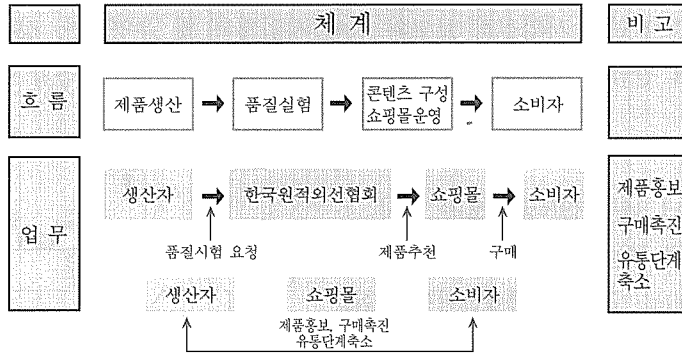 체 계
비 고
흐 름
제품생산
품질실험
콘텐츠 구성
쇼핑몰운영
소비자
업 무
생산자
한국원적외선협회
쇼핑몰
소비자
품질시험 요청
제품추천
구매
제품홍보
구매촉진
유통단계
축소
생산자
쇼핑몰
소비자
제품홍보, 구매촉진
유통단계축소